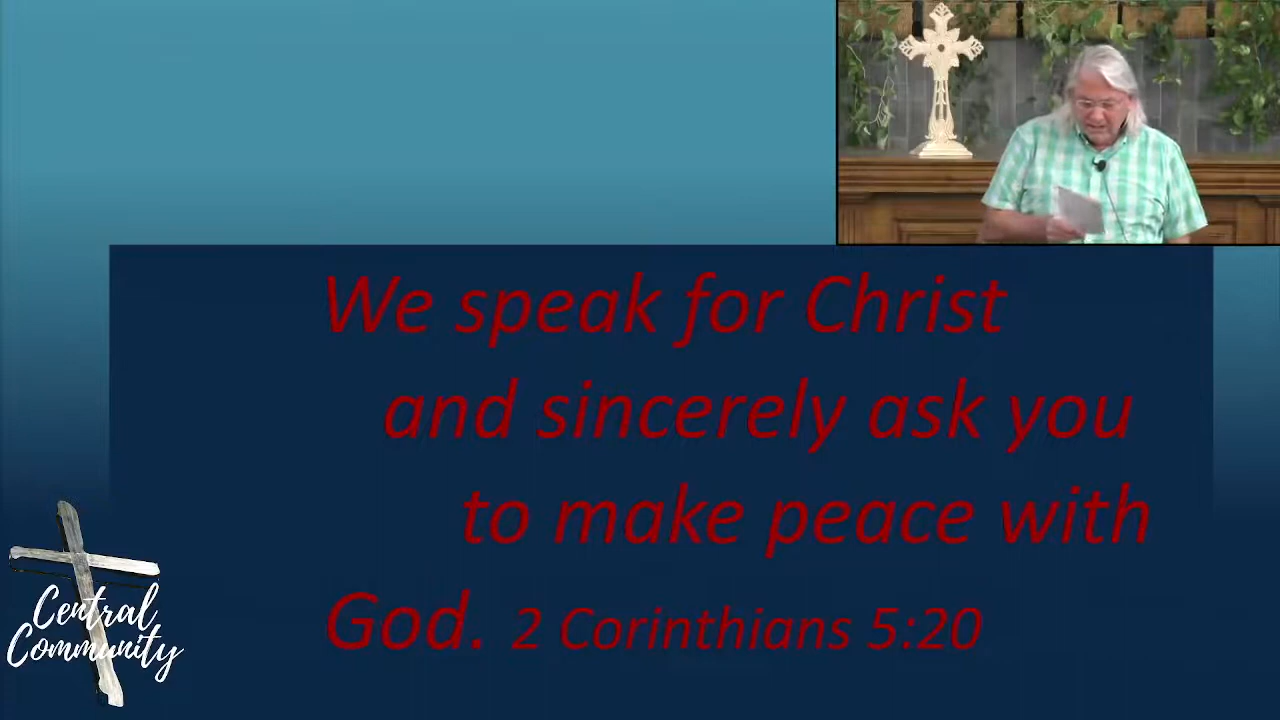 We speak for Christ
and sincerely ask you
to make peace with
God. 2 Corinthians 5:20
Central
Community